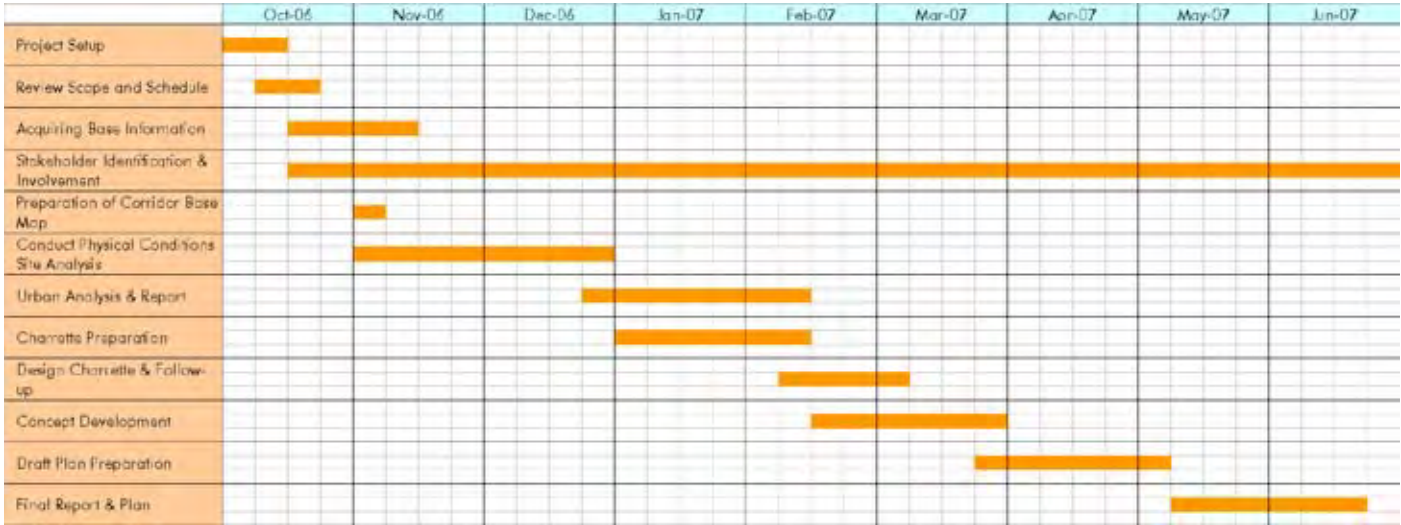 Oct-06 Nov-06 Dec-06 Jan-07 Feb-07 Mar-07 Apr-07 May-07 Jun-07
Project Setup
Review Scope and Schedule
Acquiring Base Information
Stakeholder Identification &
Involvement
Preparation of Corridor Base
Map
Conduct Physical Conditions
Site Analysis
Urban Analysis & Report
Charrette Preparation
Design Charrette & Follow-
up
Concept Development
Draft Plan Preparation
Final Report & Plan